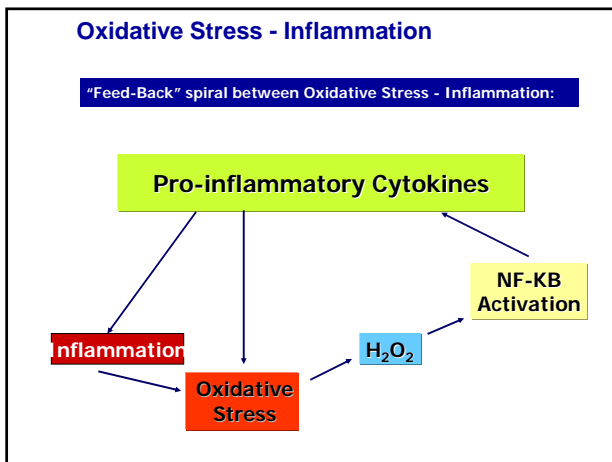 Oxidative Stress - Inflammation
“Feed-Back” spiral between Oxidative Stress - Inflammation:
Pro-inflammatory Cytokines
NF-KB
Activation
Inflammation
H₂O₂
Oxidative
Stress